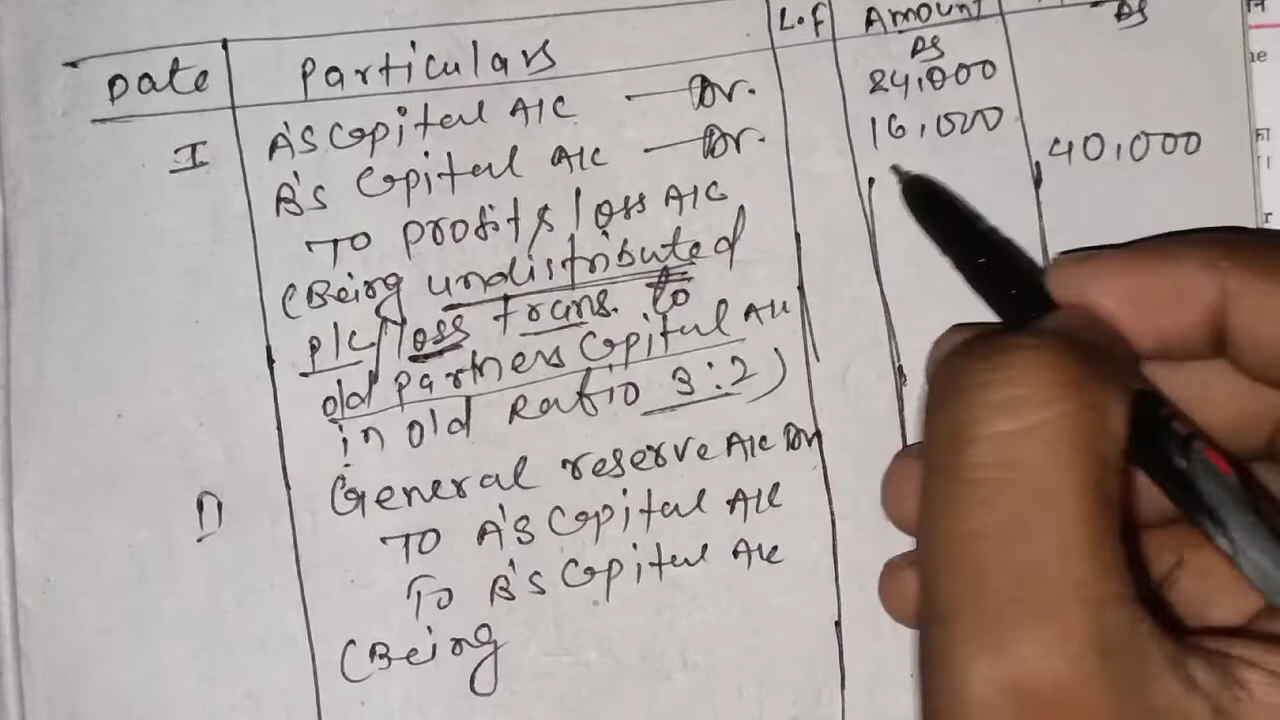 Date Particulars L.F Amount
Rs Rs
I A'S Capital A/C — Dr. 24,000
B'S Capital A/C — Dr. 16,000
To profit & loss A/C 40,000
(Being undistributed
P/L/loss trans. to
old partners Capital A/c
in old Ratio 3:2)
II General reserve A/c Dr
To A'S Capital A/c
To B'S Capital A/c
(Being